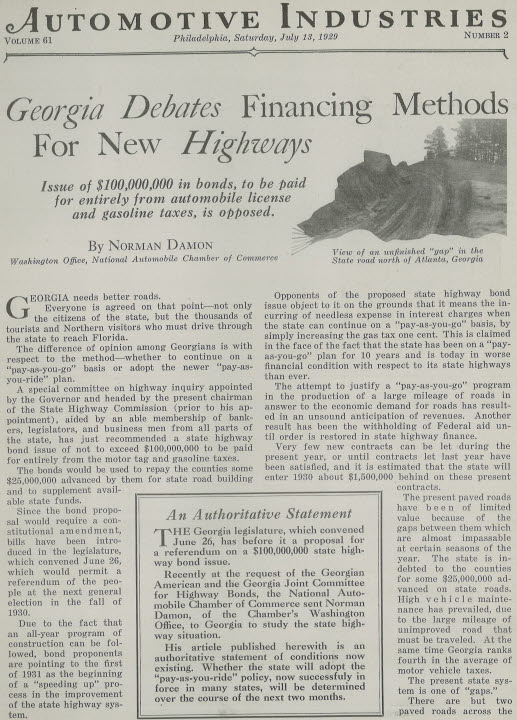 AUTOMOTIVE INDUSTRIES
VOLUME 61
Philadelphia, Saturday, July 13, 1929
NUMBER 2
Georgia Debates Financing Methods
For New Highways
Issue of $100,000,000 in bonds, to be paid
for entirely from automobile license
and gasoline taxes, is opposed.
By NORMAN DAMON
Washington Office, National Automobile Chamber of Commerce
View of an unfinished "gap" in the
State road north of Atlanta, Georgia
GEORGIA needs better roads.
Everyone is agreed on that point—not only
the citizens of the state, but the thousands of
tourists and Northern visitors who must drive through
the state to reach Florida.
The difference of opinion among Georgians is with
respect to the method—whether to continue on a
"pay-as-you-go" basis or adopt the newer "pay-as-
you-ride" plan.
A special committee on highway inquiry appointed
by the Governor and headed by the present chairman
of the State Highway Commission (prior to his ap-
pointment), aided by an able membership of bank-
ers, legislators, and business men from all parts of
the state, has just recommended a state highway
bond issue of not to exceed $100,000,000 to be paid
for entirely from the motor tag and gasoline taxes.
The bonds would be used to repay the counties some
$25,000,000 advanced by them for state road building
and to supplement avail-
able state funds.
Since the bond propo-
sal would require a con-
stitutional amendment,
bills have been intro-
duced in the legislature,
which convened June 26,
which would permit a
referendum of the peo-
ple at the next general
election in the fall of
1930.
Due to the fact that
an all-year program of
construction can be fol-
lowed, bond proponents
are pointing to the first
of 1931 as the beginning
of a "speeding up" pro-
cess in the improvement
of the state highway sys-
tem.
An Authoritative Statement
THE Georgia legislature, which convened
June 26, has before it a proposal for
a referendum on a $100,000,000 state high-
way bond issue.
Recently at the request of the Georgian
American and the Georgia Joint Committee
for Highway Bonds, the National Auto-
mobile Chamber of Commerce sent Norman
Damon, of the Chamber's Washington
Office, to Georgia to study the state high-
way situation.
His article published herewith is an
authoritative statement of conditions now
existing. Whether the state will adopt the
"pay-as-you-ride" policy, now successfuly in
force in many states, will be determined
over the course of the next two months.
Opponents of the proposed state highway bond
issue object to it on the grounds that it means the in-
curring of needless expense in interest charges when
the state can continue on a "pay-as-you-go" basis, by
simply increasing the gas tax one cent. This is claimed
in the face of the fact that the state has been on a "pay-
as-you-go" plan for 10 years and is today in worse
financial condition with respect to its state highways
than ever.
The attempt to justify a "pay-as-you-go" program
in the production of a large mileage of roads in
answer to the economic demand for roads has result-
ed in an unsound anticipation of revenues. Another
result has been the withholding of Federal aid un-
til order is restored in state highway finance.
Very few new contracts can be let during the
present year, or until contracts let last year have
been satisfied, and it is estimated that the state will
enter 1930 about $1,500,000 behind on these present
contracts.
The present paved roads
have been of limited
value because of the
gaps between them which
are almost impassable
at certain seasons of the
year. The state is in-
debted to the counties
for some $25,000,000 ad-
vanced on state roads.
High vehicle mainte-
nance has prevailed, due
to the large mileage of
unimproved road that
must be traveled. At the
same time Georgia ranks
fourth in the average of
motor vehicle taxes.
The present state sys-
tem is one of "gaps."
There are but two
paved roads across the